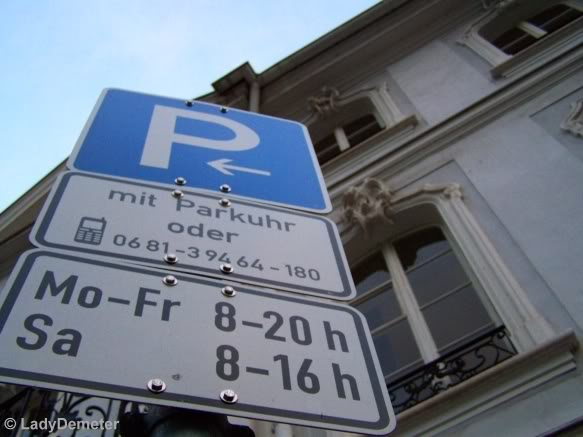 P
mit Parkuhr
oder
0681-39464-180
Mo-Fr 8-20 h
Sa 8-16 h
© LadyDemeter